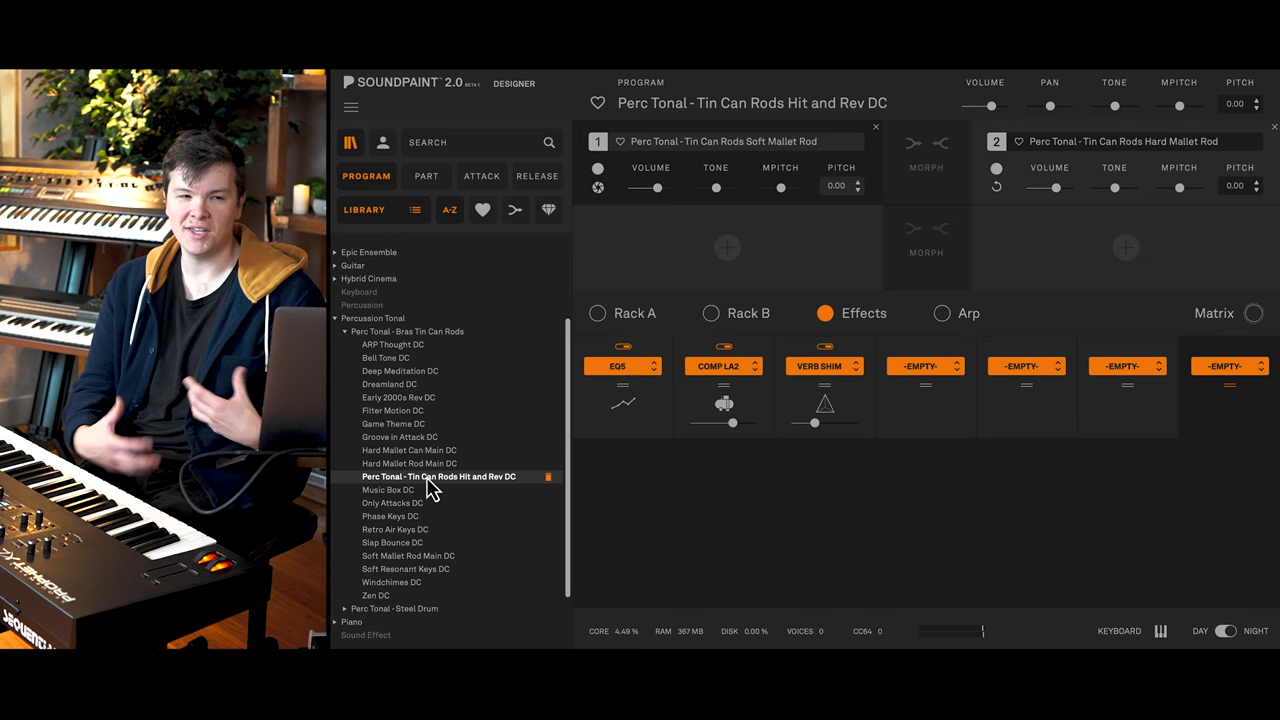 SOUNDPAINT™ 2.0 BETA 1 DESIGNER
PROGRAM
Perc Tonal - Tin Can Rods Hit and Rev DC
VOLUME PAN TONE MPITCH PITCH
0.00
SEARCH
PROGRAM PART ATTACK RELEASE
LIBRARY A-Z
1 Perc Tonal - Tin Can Rods Soft Mallet Rod
VOLUME TONE MPITCH PITCH
0.00
MORPH
2 Perc Tonal - Tin Can Rods Hard Mallet Rod
VOLUME TONE MPITCH PITCH
0.00
MORPH
Epic Ensemble
Guitar
Hybrid Cinema
Keyboard
Percussion
Percussion Tonal
Perc Tonal - Bras Tin Can Rods
ARP Thought DC
Bell Tone DC
Deep Meditation DC
Dreamland DC
Early 2000s Rev DC
Filter Motion DC
Game Theme DC
Groove in Attack DC
Hard Mallet Can Main DC
Hard Mallet Rod Main DC
Perc Tonal - Tin Can Rods Hit and Rev DC
Music Box DC
Only Attacks DC
Phase Keys DC
Retro Air Keys DC
Slap Bounce DC
Soft Mallet Rod Main DC
Soft Resonant Keys DC
Windchimes DC
Zen DC
Perc Tonal - Steel Drum
Piano
Sound Effect
Rack A Rack B Effects Arp Matrix
EQ5 COMP LA2 VERB SHIM -EMPTY- -EMPTY- -EMPTY- -EMPTY-
CORE 4.49 % RAM 367 MB DISK 0.00 % VOICES 0 CC64 0
KEYBOARD DAY NIGHT
SEQUENTIAL